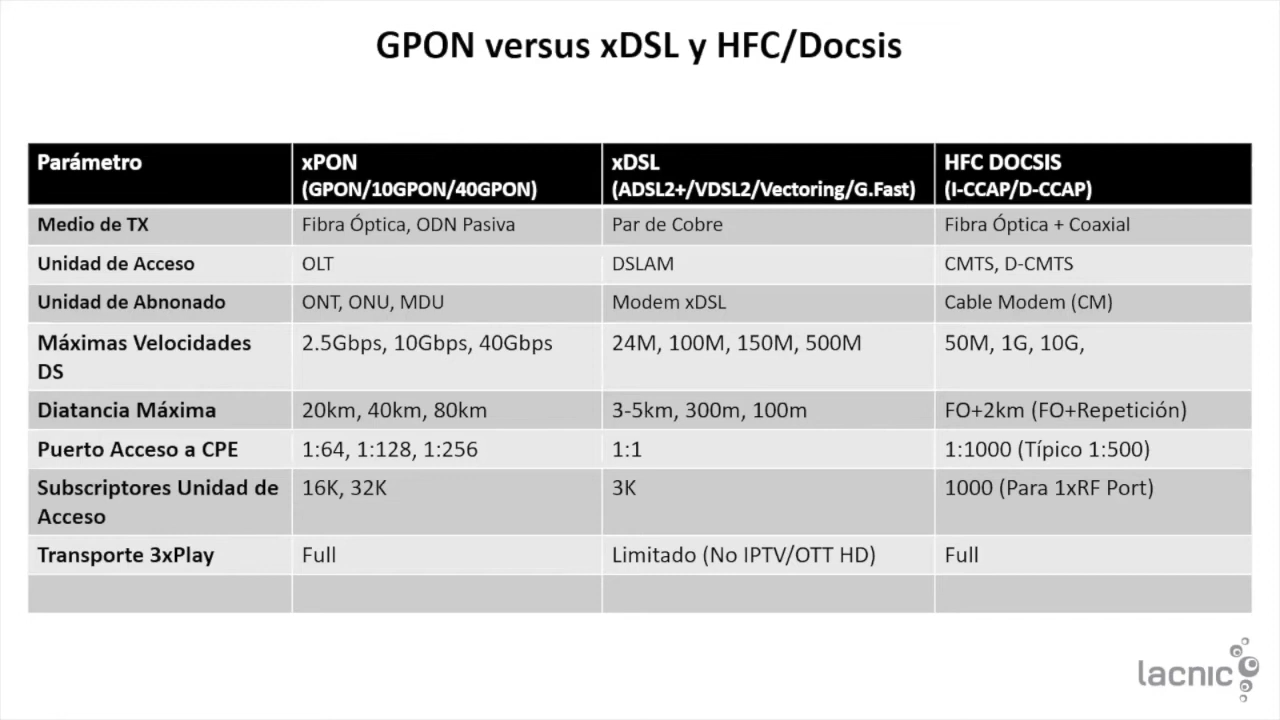 GPON versus xDSL y HFC/Docsis
Parámetro xPON (GPON/10GPON/40GPON) xDSL (ADSL2+/VDSL2/Vectoring/G.Fast) HFC DOCSIS (I-CCAP/D-CCAP)
Medio de TX Fibra Óptica, ODN Pasiva Par de Cobre Fibra Óptica + Coaxial
Unidad de Acceso OLT DSLAM CMTS, D-CMTS
Unidad de Abnonado ONT, ONU, MDU Modem xDSL Cable Modem (CM)
Máximas Velocidades DS 2.5Gbps, 10Gbps, 40Gbps 24M, 100M, 150M, 500M 50M, 1G, 10G,
Diatancia Máxima 20km, 40km, 80km 3-5km, 300m, 100m FO+2km (FO+Repetición)
Puerto Acceso a CPE 1:64, 1:128, 1:256 1:1 1:1000 (Típico 1:500)
Subscriptores Unidad de Acceso 16K, 32K 3K 1000 (Para 1xRF Port)
Transporte 3xPlay Full Limitado (No IPTV/OTT HD) Full
lacnic